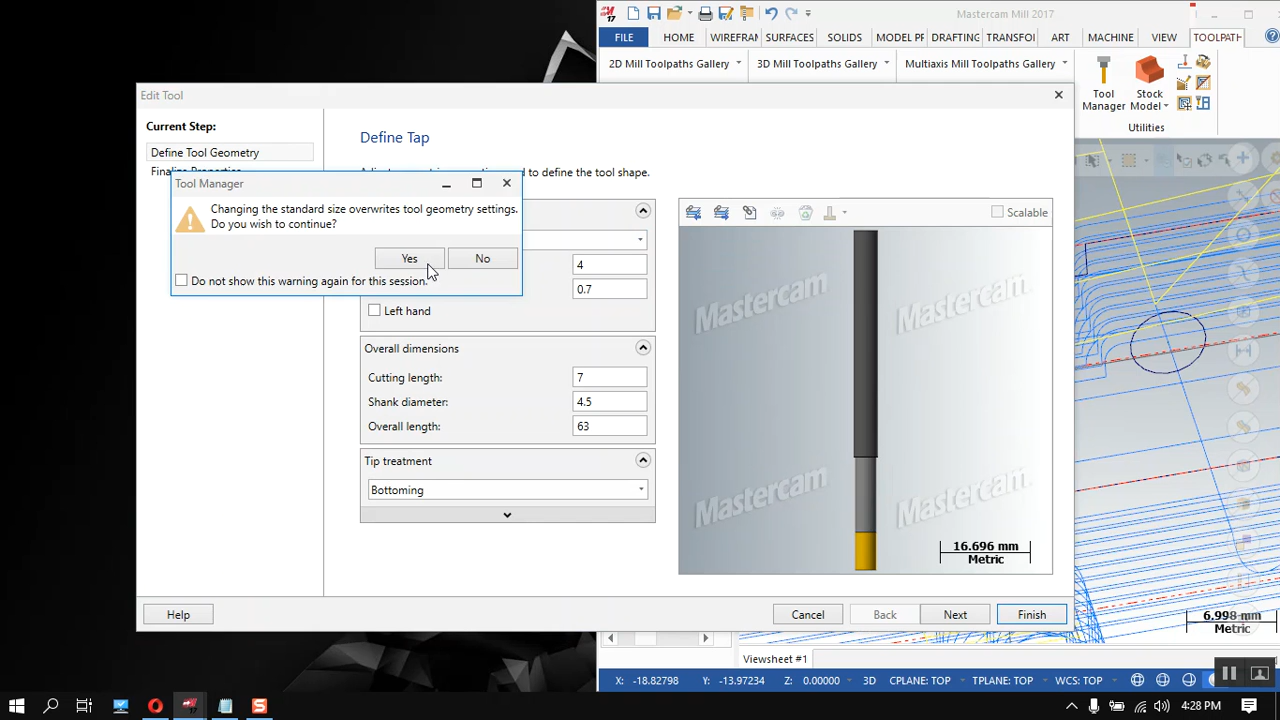 Mastercam Mill 2017
FILE
HOME
WIREFRAM
SURFACES
SOLIDS
MODEL PF
DRAFTING
TRANSFOI
ART
MACHINE
VIEW
TOOLPATH
2D Mill Toolpaths Gallery
3D Mill Toolpaths Gallery
Multiaxis Mill Toolpaths Gallery
Tool
Manager
Stock
Model
Utilities
Edit Tool
Current Step:
Define Tool Geometry
Finalize Properties
Define Tap
d to define the tool shape.
Tool Manager
Changing the standard size overwrites tool geometry settings.
Do you wish to continue?
Yes
No
Do not show this warning again for this session.
4
0.7
Left hand
Overall dimensions
Cutting length:
7
Shank diameter:
4.5
Overall length:
63
Tip treatment
Bottoming
Scalable
Mastercam
Mastercam
Mastercam
Mastercam
16.696 mm
Metric
Help
Cancel
Back
Next
Finish
6.998 mm
Metric
Viewsheet #1
X: -18.82798
Y: -13.97234
Z: 0.00000
3D
CPLANE: TOP
TPLANE: TOP
WCS: TOP
4:28 PM